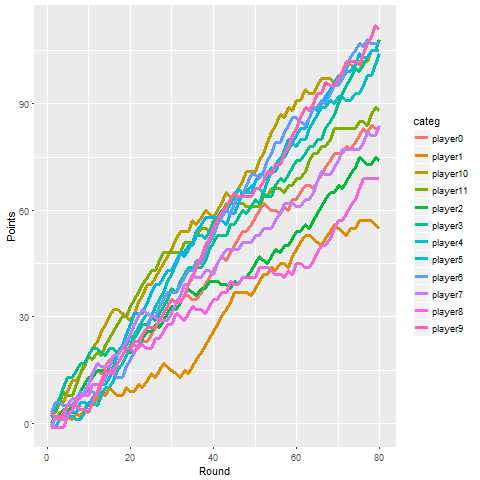 90
60
30
0
Points
0
20
40
60
80
Round
categ
player0
player1
player10
player11
player2
player3
player4
player5
player6
player7
player8
player9